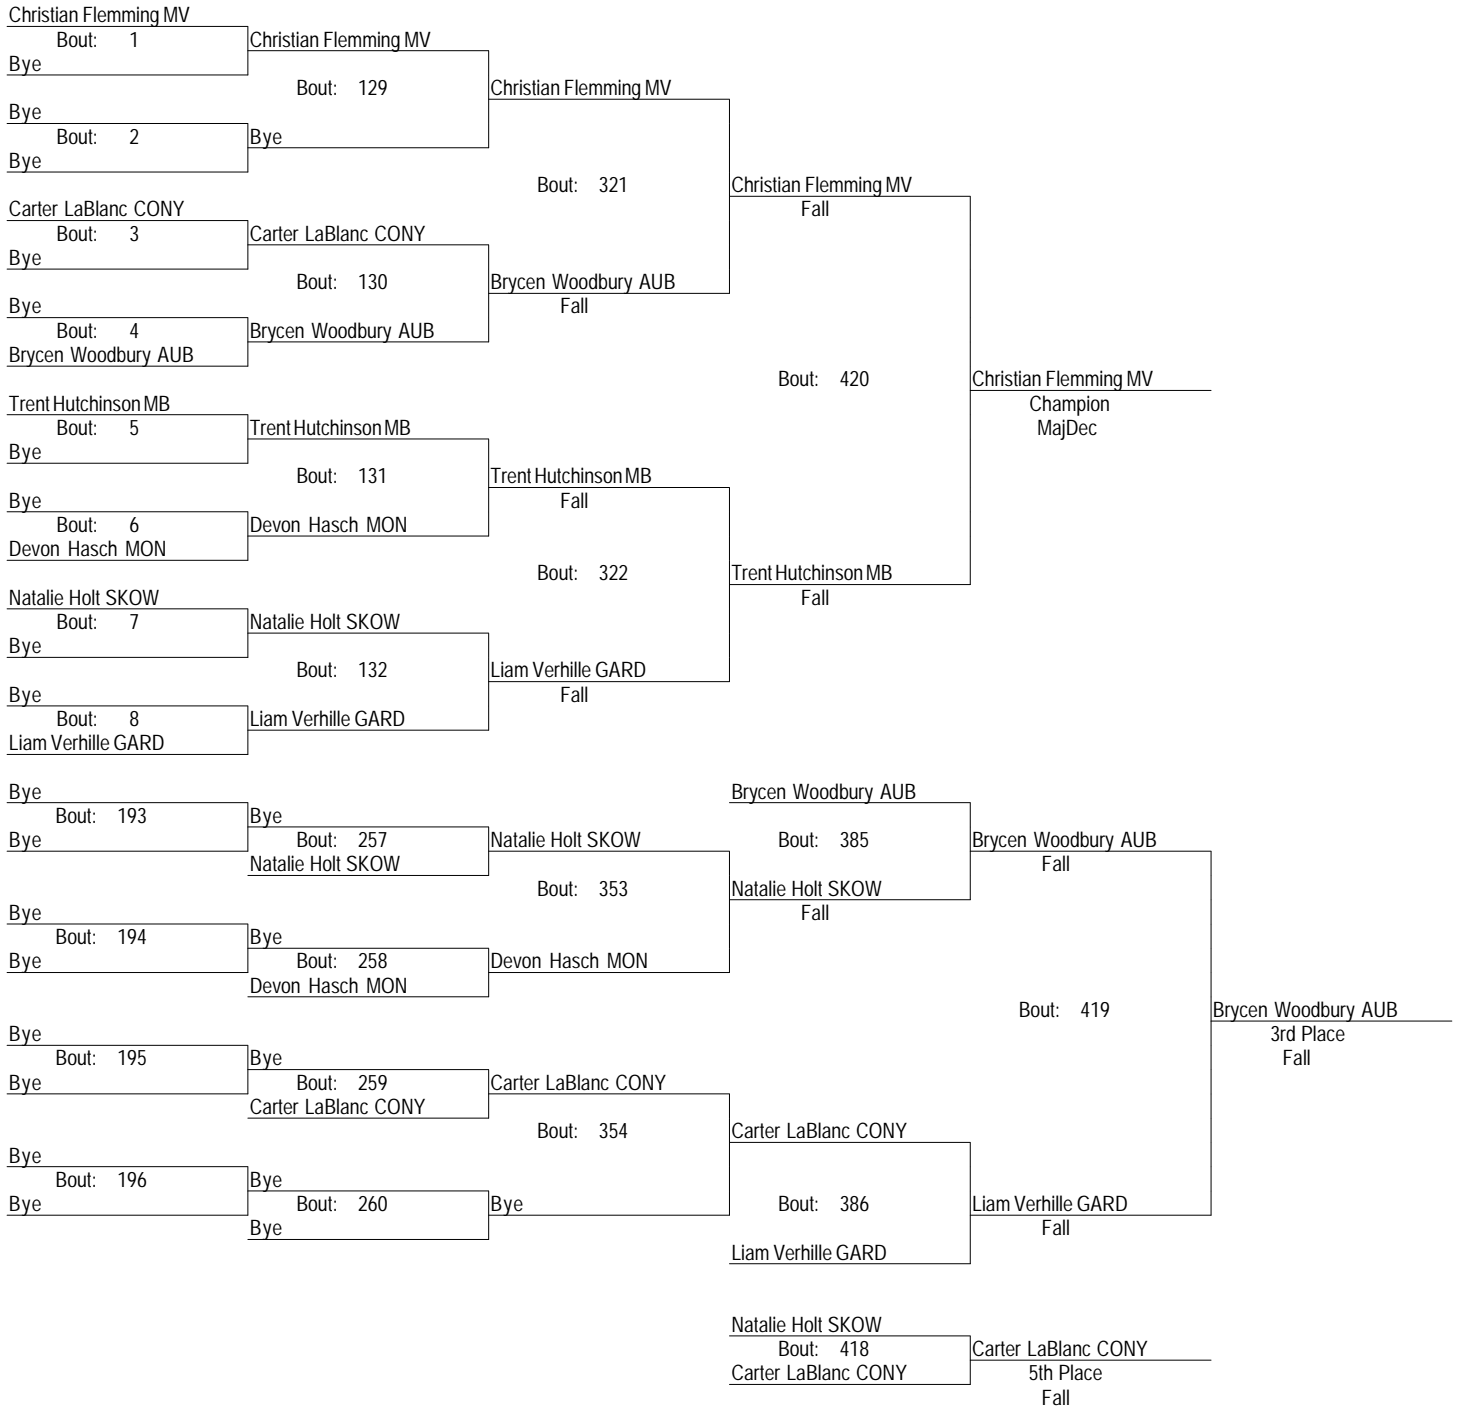 Christian Flemming MV
Bout: 1
Bye
Christian Flemming MV
Bout: 129
Christian Flemming MV
Bye
Bout: 2
Bye
Bye
Bout: 321
Christian Flemming MV
Fall
Carter LaBlanc CONY
Bout: 3
Bye
Carter LaBlanc CONY
Bout: 130
Brycen Woodbury AUB
Fall
Bye
Bout: 4
Brycen Woodbury AUB
Brycen Woodbury AUB
Bout: 420
Christian Flemming MV
Champion
MajDec
Trent Hutchinson MB
Bout: 5
Bye
Trent Hutchinson MB
Bout: 131
Trent Hutchinson MB
Fall
Bye
Bout: 6
Devon Hasch MON
Devon Hasch MON
Bout: 322
Trent Hutchinson MB
Fall
Natalie Holt SKOW
Bout: 7
Bye
Natalie Holt SKOW
Bout: 132
Liam Verhille GARD
Fall
Bye
Bout: 8
Liam Verhille GARD
Liam Verhille GARD
Bye
Bout: 193
Bye
Bye
Bout: 257
Natalie Holt SKOW
Natalie Holt SKOW
Bout: 353
Brycen Woodbury AUB
Bout: 385
Natalie Holt SKOW
Fall
Brycen Woodbury AUB
Fall
Bye
Bout: 194
Bye
Bye
Bout: 258
Devon Hasch MON
Devon Hasch MON
Bout: 419
Brycen Woodbury AUB
3rd Place
Fall
Bye
Bout: 195
Bye
Bye
Bout: 259
Carter LaBlanc CONY
Carter LaBlanc CONY
Bout: 354
Carter LaBlanc CONY
Bye
Bout: 196
Bye
Bye
Bout: 260
Bye
Bye
Bout: 386
Liam Verhille GARD
Liam Verhille GARD
Fall
Natalie Holt SKOW
Bout: 418
Carter LaBlanc CONY
Carter LaBlanc CONY
5th Place
Fall